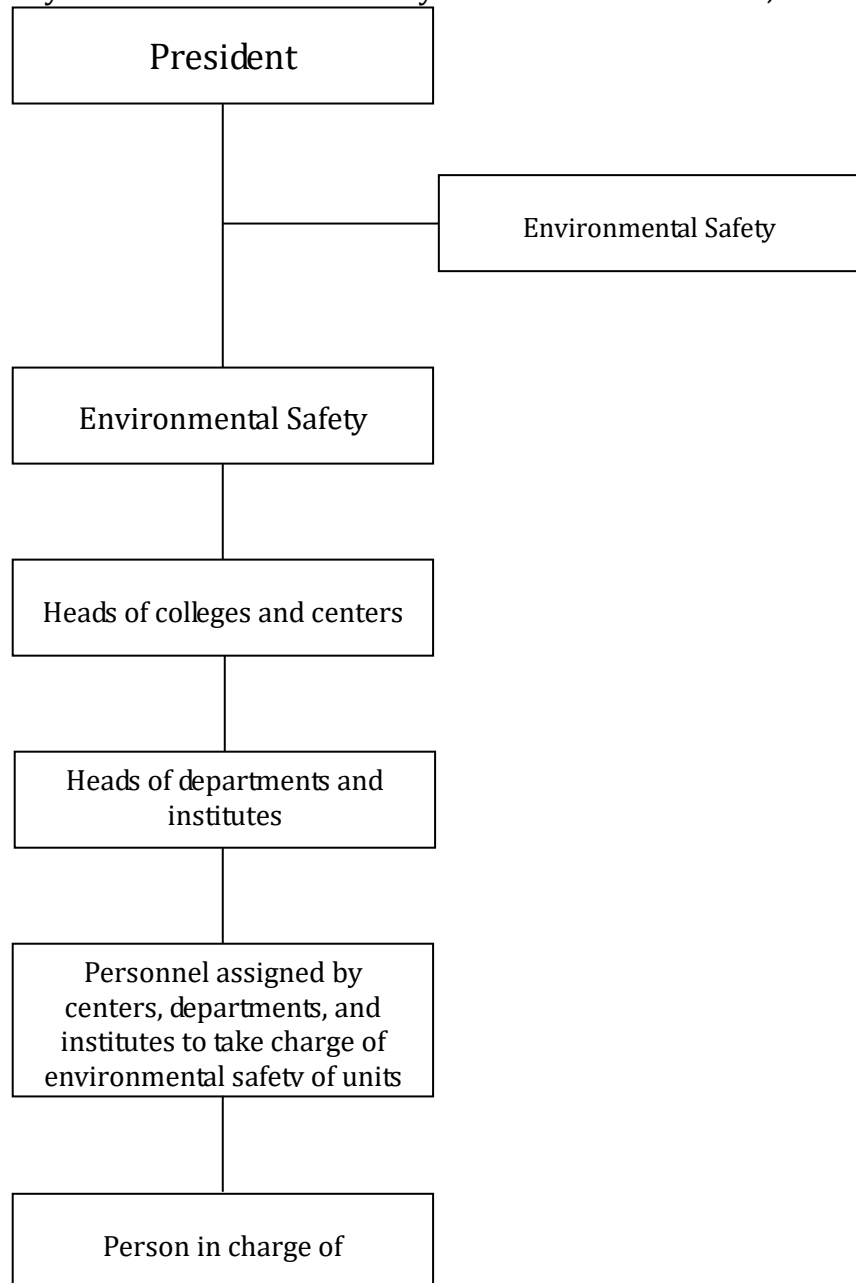 President
Environmental Safety
Environmental Safety
Heads of colleges and centers
Heads of departments and
institutes
Personnel assigned by
centers, departments, and
institutes to take charge of
environmental safety of units
Person in charge of